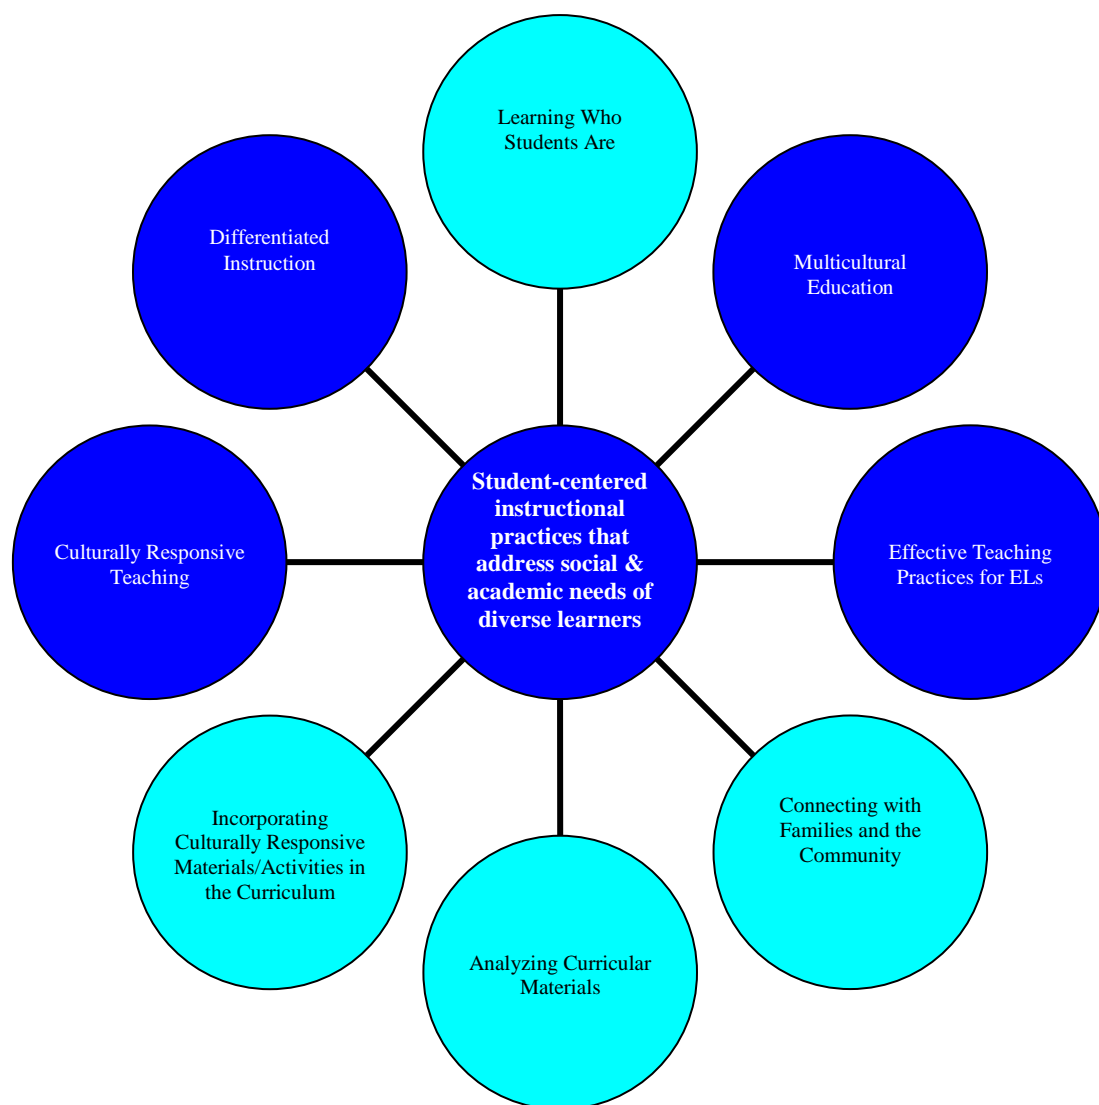 Learning Who
Students Are
Differentiated
Instruction
Multicultural
Education
Student-centered
instructional
practices that
address social &
academic needs of
diverse learners
Culturally Responsive
Teaching
Effective Teaching
Practices for ELs
Incorporating
Culturally Responsive
Materials/Activities in
the Curriculum
Connecting with
Families and the
Community
Analyzing Curricular
Materials